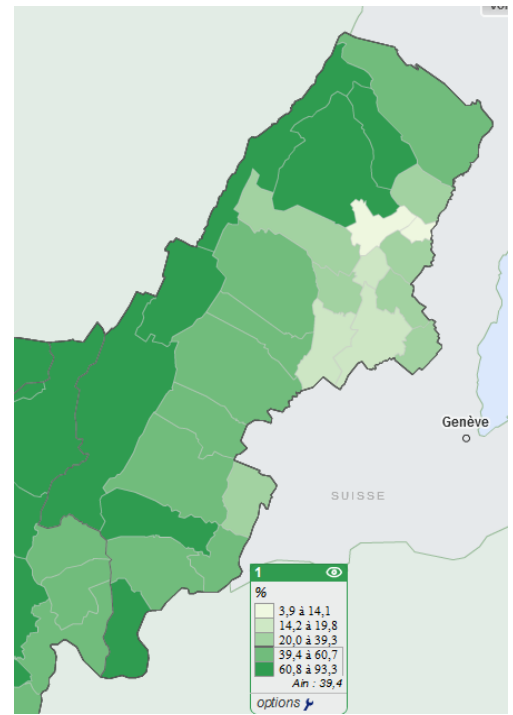 Genève
SUISSE
1
%
3,9 à 14,1
14,2 à 19,8
20,0 à 39,3
39,4 à 60,7
60,8 à 93,3
Ain : 39,4
options